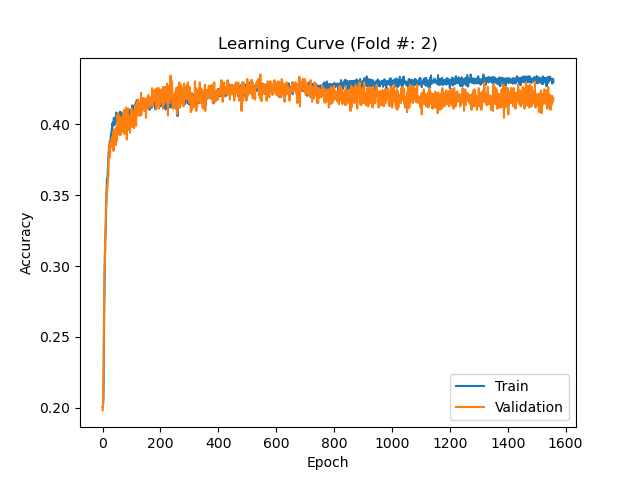 Learning Curve (Fold #: 2)
Accuracy
0.40
0.35
0.30
0.25
0.20
0 200 400 600 800 1000 1200 1400 1600
Epoch
Train
Validation